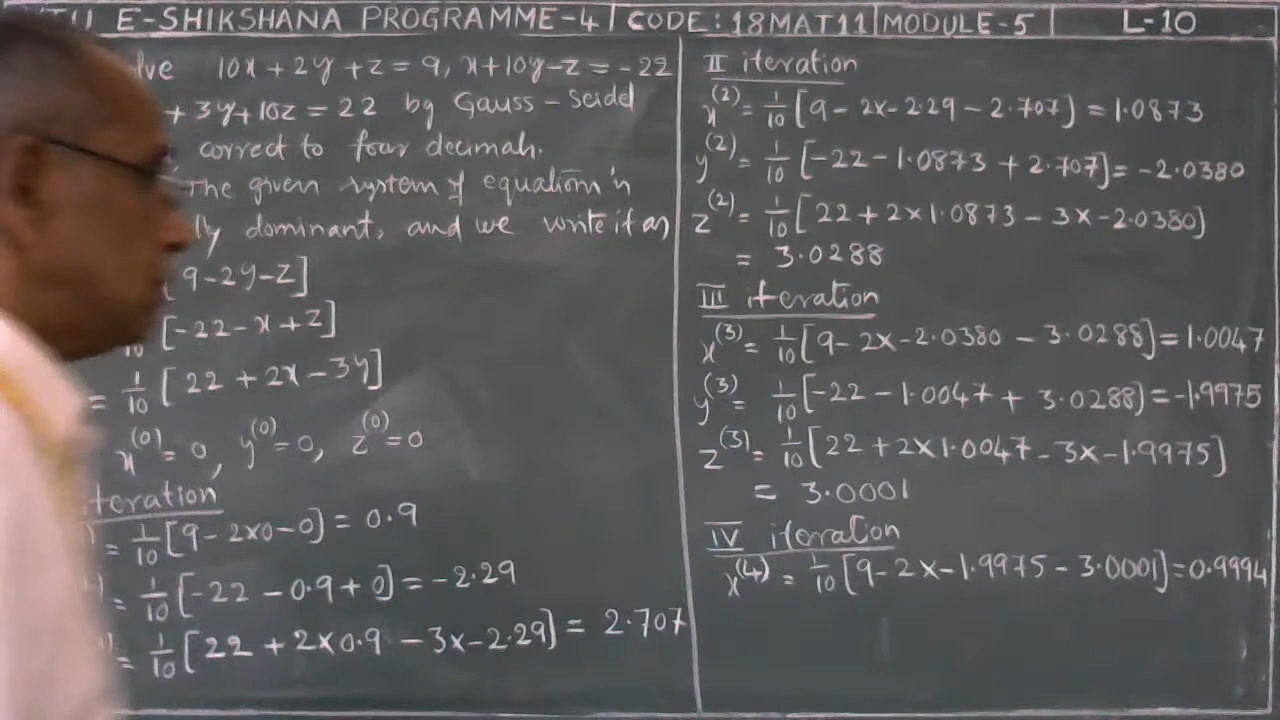 E-SHIKSHANA PROGRAMME-4 | CODE: 18MAT11 | MODULE-5 | L-10
lve 10x + 2y + z = 9, x + 10y - z = -22
+ 3y + 10z = 22 by Gauss - Seidel
correct to four decimals.
The given system of equations is
ly dominant, and we write it as
[9 - 2y - z]
10 [-22 - x + z]
= 1/10 [22 + 2x - 3y]
x^(0) = 0, y^(0) = 0, z^(0) = 0
iteration
) = 1/10 [9 - 2x0 - 0] = 0.9
) = 1/10 [-22 - 0.9 + 0] = -2.29
) = 1/10 [22 + 2x0.9 - 3x-2.29] = 2.707
II iteration
x^(2) = 1/10 [9 - 2x-2.29 - 2.707] = 1.0873
y^(2) = 1/10 [-22 - 1.0873 + 2.707] = -2.0380
z^(2) = 1/10 [22 + 2x1.0873 - 3x-2.0380]
= 3.0288
III iteration
x^(3) = 1/10 [9 - 2x-2.0380 - 3.0288] = 1.0047
y^(3) = 1/10 [-22 - 1.0047 + 3.0288] = -1.9975
z^(3) = 1/10 [22 + 2x1.0047 - 3x-1.9975]
= 3.0001
IV iteration
x^(4) = 1/10 [9 - 2x-1.9975 - 3.0001] = 0.9994